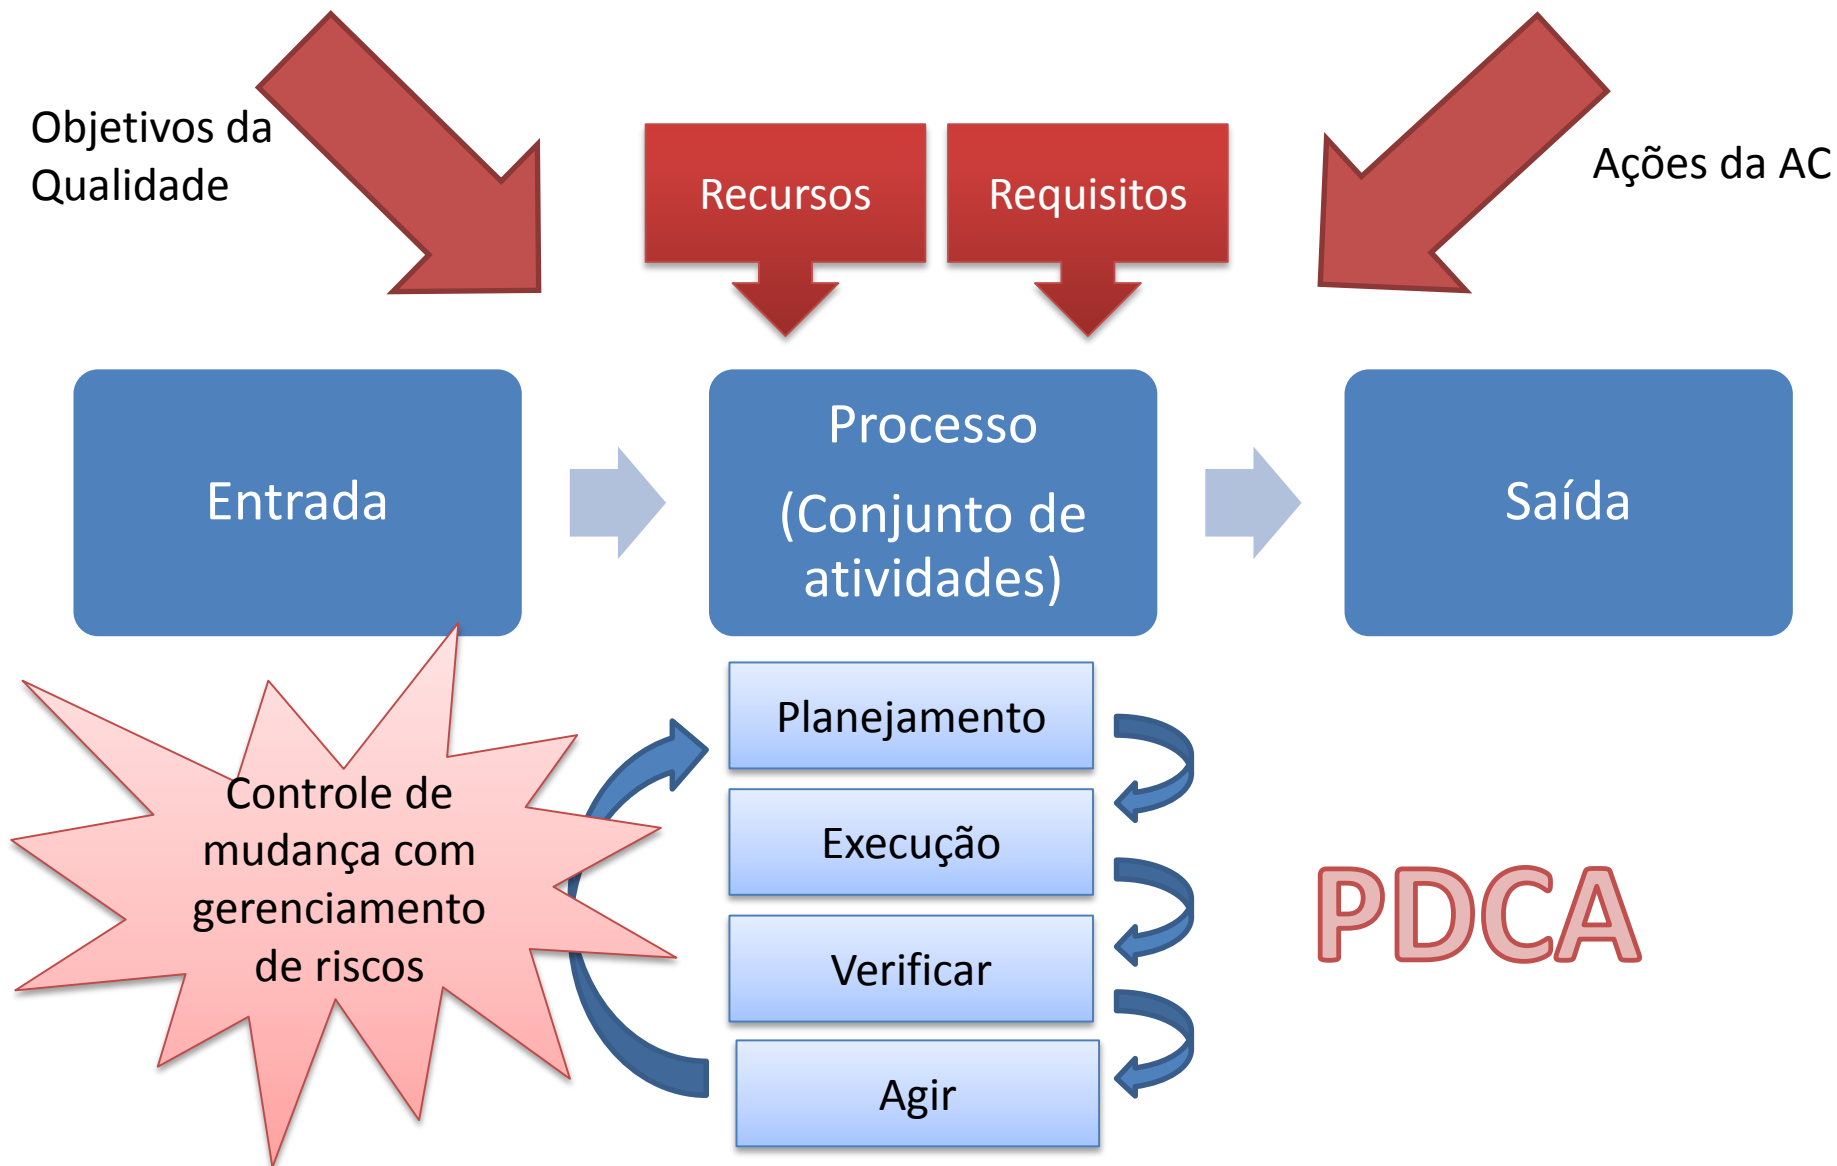 Objetivos da
Qualidade
Recursos
Requisitos
Ações da AC
Entrada
Processo
(Conjunto de
atividades)
Saída
Planejamento
Execução
Verificar
Agir
Controle de
mudança com
gerenciamento
de riscos
PDCA